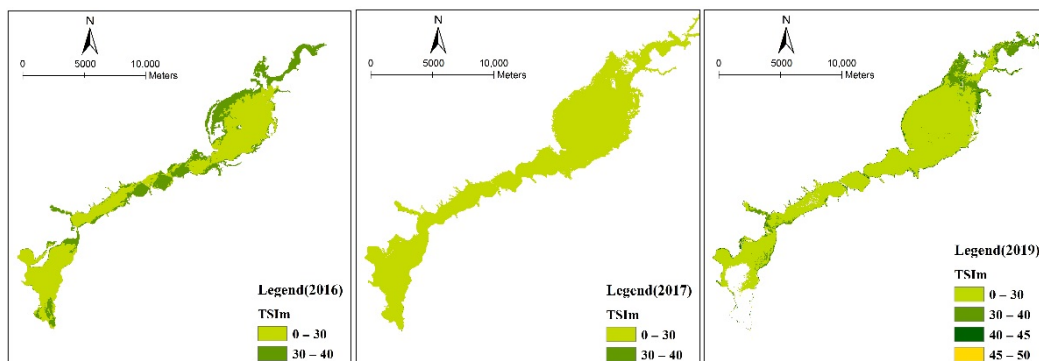 N
0 5000 10,000
Meters
Legend(2016)
TSIm
0 – 30
30 – 40
N
0 5000 10,000
Meters
Legend(2017)
TSIm
0 – 30
30 – 40
N
0 5000 10,000
Meters
Legend(2019)
TSIm
0 – 30
30 – 40
40 – 45
45 – 50